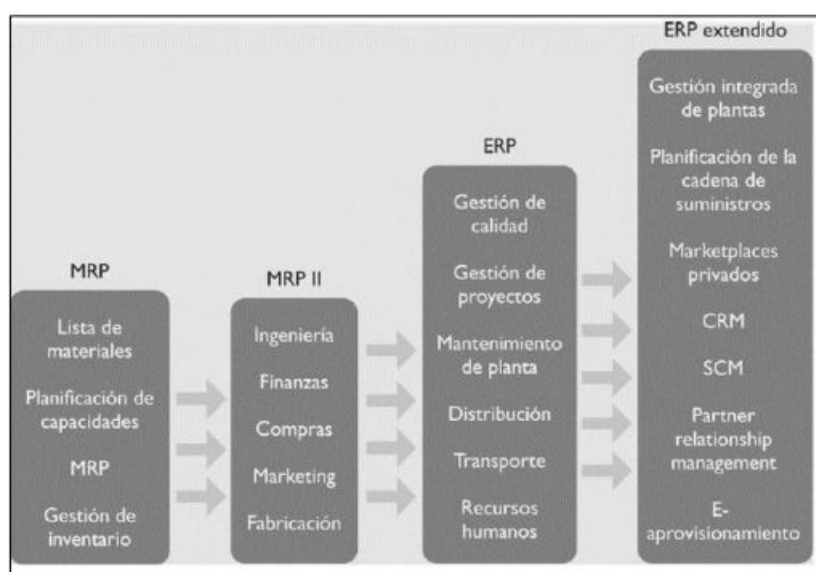 MRP
Lista de
materiales
Planificación de
capacidades
MRP
Gestión de
inventario
MRP II
Ingeniería
Finanzas
Compras
Marketing
Fabricación
ERP
Gestión de
calidad
Gestión de
proyectos
Mantenimiento
de planta
Distribución
Transporte
Recursos
humanos
ERP extendido
Gestión integrada
de plantas
Planificación de la
cadena de
suministros
Marketplaces
privados
CRM
SCM
Partner
relationship
management
E-
aprovisionamiento